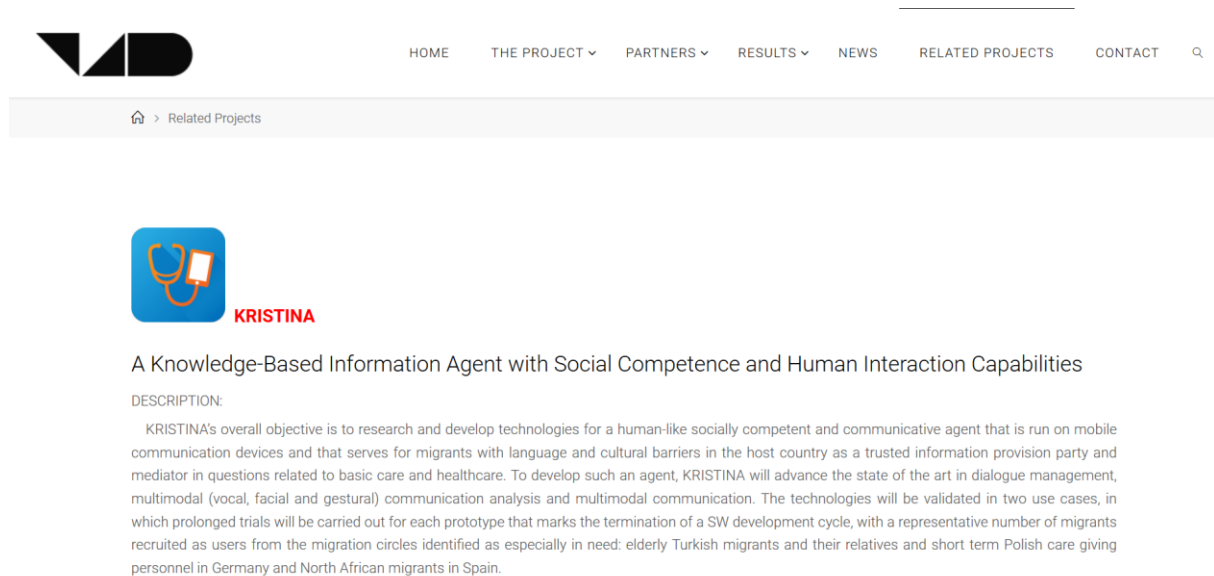 HOME THE PROJECT PARTNERS RESULTS NEWS RELATED PROJECTS CONTACT
Related Projects
KRISTINA
A Knowledge-Based Information Agent with Social Competence and Human Interaction Capabilities
DESCRIPTION:
KRISTINA's overall objective is to research and develop technologies for a human-like socially competent and communicative agent that is run on mobile
communication devices and that serves for migrants with language and cultural barriers in the host country as a trusted information provision party and
mediator in questions related to basic care and healthcare. To develop such an agent, KRISTINA will advance the state of the art in dialogue management,
multimodal (vocal, facial and gestural) communication analysis and multimodal communication. The technologies will be validated in two use cases, in
which prolonged trials will be carried out for each prototype that marks the termination of a SW development cycle, with a representative number of migrants
recruited as users from the migration circles identified as especially in need: elderly Turkish migrants and their relatives and short term Polish care giving
personnel in Germany and North African migrants in Spain.